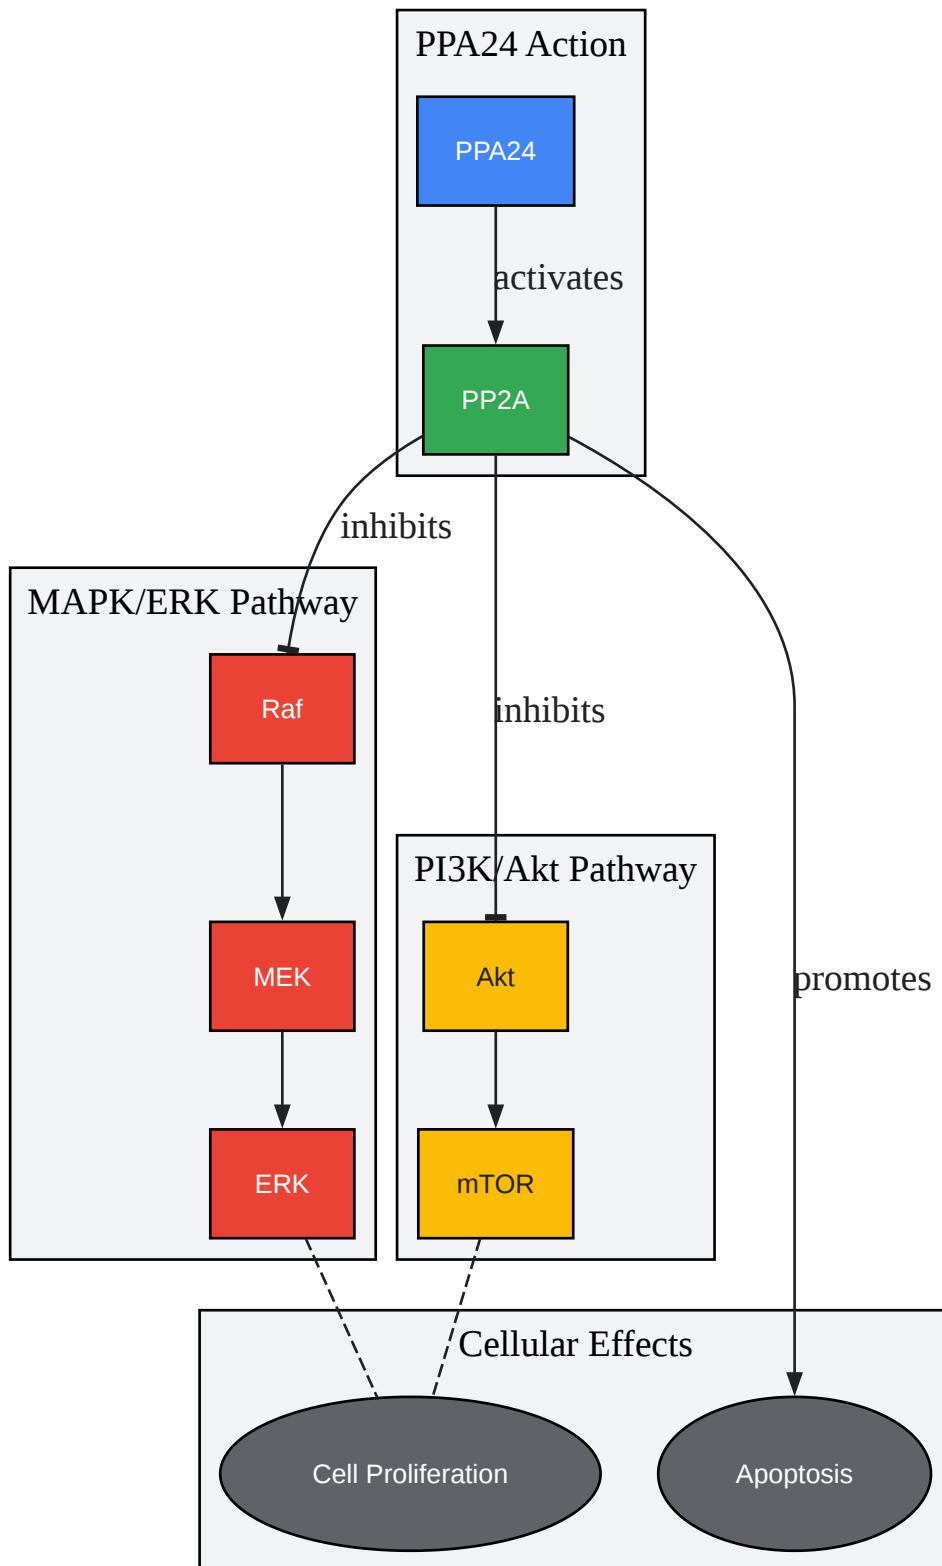 PPA24 Action
PPA24
activates
PP2A
inhibits
MAPK/ERK Pathway
Raf
inhibits
PI3K/Akt Pathway
MEK
Akt
promotes
ERK
mTOR
Cellular Effects
Cell Proliferation
Apoptosis